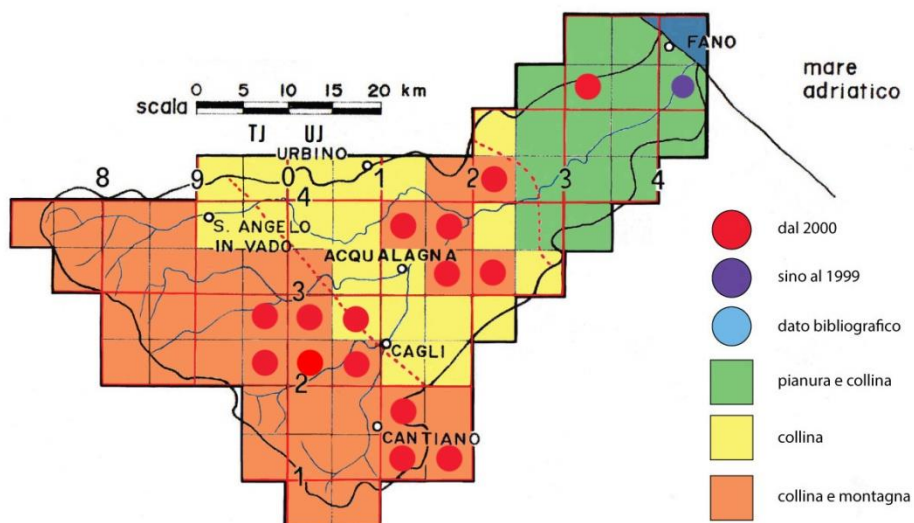 FANO
mare
adriatico
scala 0 5 10 15 20 km
TJ UJ
URBINO
8 9 0 1 2 3 4
4
S. ANGELO
IN VADO
ACQUALAGNA
3
CAGLI
2
CANTIANO
1
dal 2000
sino al 1999
dato bibliografico
pianura e collina
collina
collina e montagna